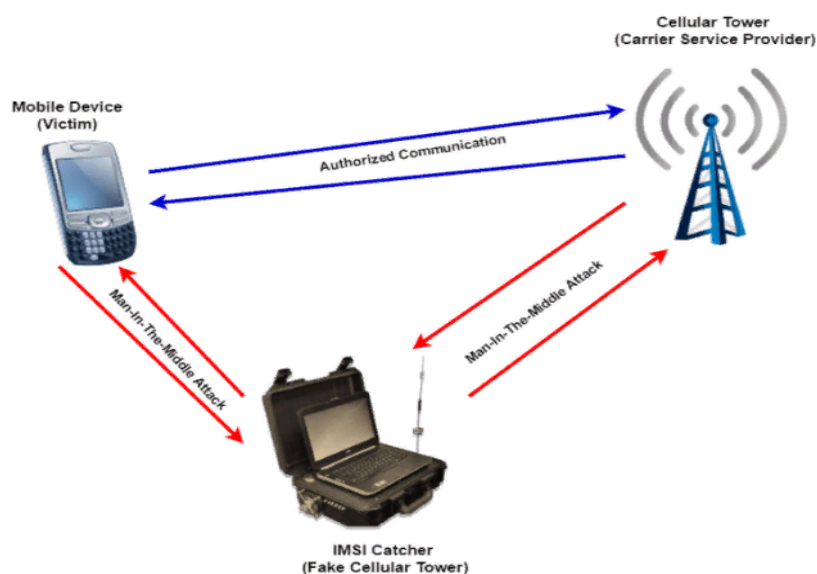 Cellular Tower
(Carrier Service Provider)
Mobile Device
(Victim)
Authorized Communication
Man-In-The-Middle Attack
Man-In-The-Middle Attack
IMSI Catcher
(Fake Cellular Tower)